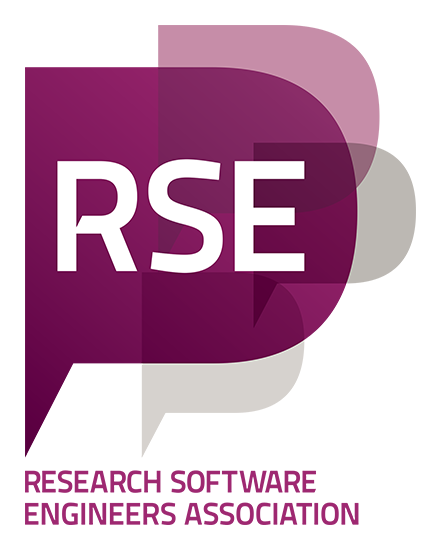 RSE
RESEARCH SOFTWARE
ENGINEERS ASSOCIATION